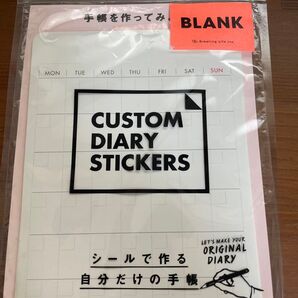 手帳を作ってみ
BLANK
MON TUE WED THU FRI SAT SUN
CUSTOM
DIARY
STICKERS
LET'S MAKE YOUR
ORIGINAL
DIARY
シールで作る
自分だけの手帳